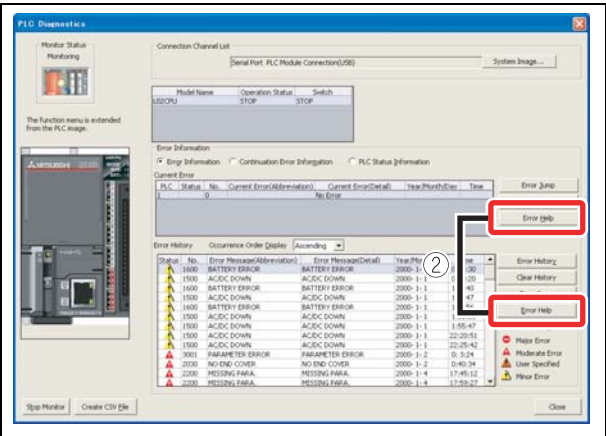 PLC Diagnostics
Monitor Status
Monitoring
The function menu is extended
from the PLC image.
Connection Channel List
Serial Port PLC Module Connection(USB)
System Image...
Model Name Operation Status Switch
L02CPU STOP STOP
Error Information
Error Information Continuation Error Information PLC Status Information
Current Error
PLC Status No. Current Error(Abbreviation) Current Error(Detail) Year/Month/Day Time
1 0 No Error
Error Jump
Error Help
Error History Occurrence Order Display Ascending
Status No. Error Message(Abbreviation) Error Message(Detail)
1600 BATTERY ERROR BATTERY ERROR 2000- 1-
1500 AC/DC DOWN AC/DC DOWN 2000- 1-
1600 BATTERY ERROR BATTERY ERROR 2000- 1-
1500 AC/DC DOWN AC/DC DOWN 2000- 1- 1
1600 BATTERY ERROR BATTERY ERROR 2000- 1- 1
1500 AC/DC DOWN AC/DC DOWN 2000- 1- 1
1500 AC/DC DOWN AC/DC DOWN 2000- 1- 1 1:55:47
1500 AC/DC DOWN AC/DC DOWN 2000- 1- 1 22:20:51
1500 AC/DC DOWN AC/DC DOWN 2000- 1- 1 22:25:42
3001 PARAMETER ERROR PARAMETER ERROR 2000- 1- 2 0: 3:24
2030 NO END COVER NO END COVER 2000- 1- 2 0:40:34
2200 MISSING PARA. MISSING PARA. 2000- 1- 4 17:45:12
2200 MISSING PARA. MISSING PARA. 2000- 1- 4 17:59:27
②
Error History
Clear History
Error Help
Major Error
Moderate Error
User Specified
Minor Error
Stop Monitor
Create CSV File
Close